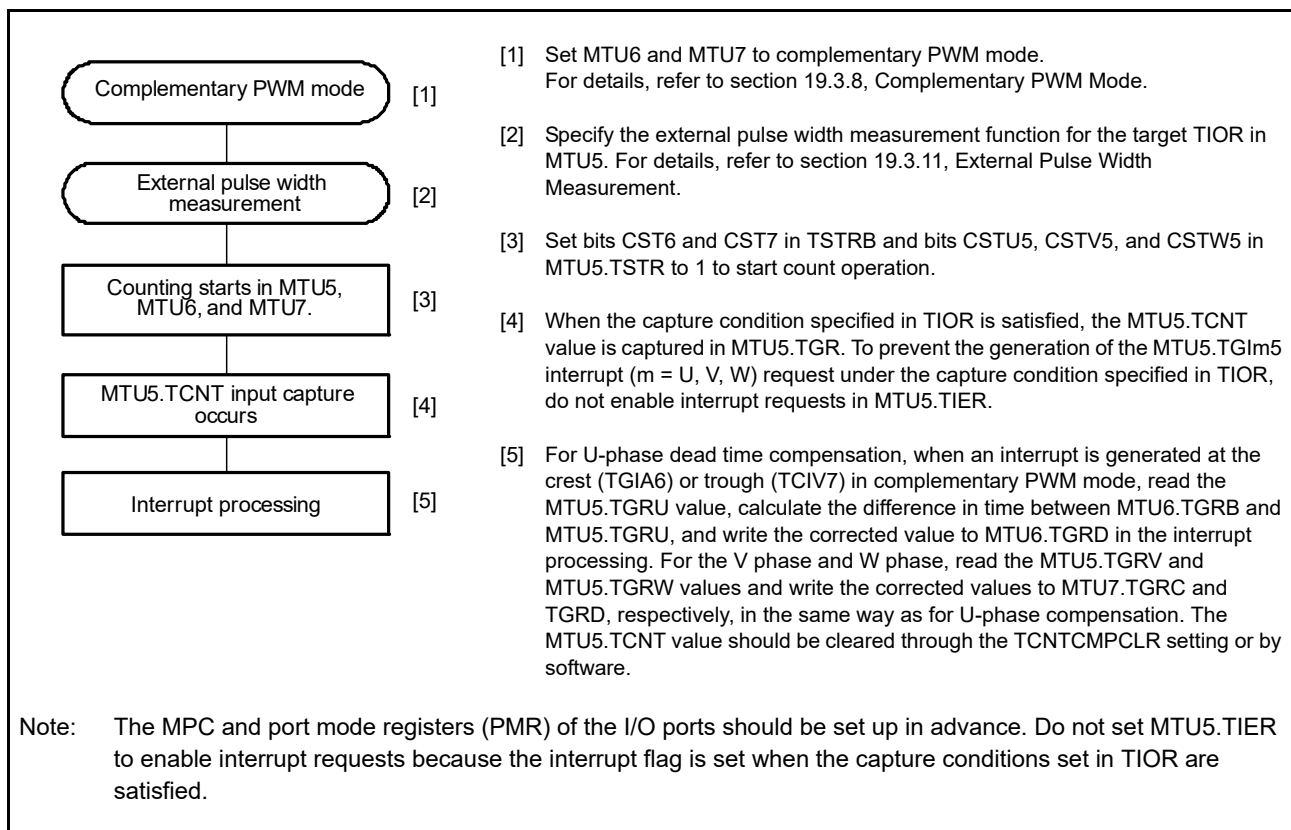 Complementary PWM mode [1]
External pulse width
measurement [2]
Counting starts in MTU5,
MTU6, and MTU7. [3]
MTU5.TCNT input capture
occurs [4]
Interrupt processing [5]
[1] Set MTU6 and MTU7 to complementary PWM mode.
For details, refer to section 19.3.8, Complementary PWM Mode.
[2] Specify the external pulse width measurement function for the target TIOR in
MTU5. For details, refer to section 19.3.11, External Pulse Width
Measurement.
[3] Set bits CST6 and CST7 in TSTRB and bits CSTU5, CSTV5, and CSTW5 in
MTU5.TSTR to 1 to start count operation.
[4] When the capture condition specified in TIOR is satisfied, the MTU5.TCNT
value is captured in MTU5.TGR. To prevent the generation of the MTU5.TGIm5
interrupt (m = U, V, W) request under the capture condition specified in TIOR,
do not enable interrupt requests in MTU5.TIER.
[5] For U-phase dead time compensation, when an interrupt is generated at the
crest (TGIA6) or trough (TCIV7) in complementary PWM mode, read the
MTU5.TGRU value, calculate the difference in time between MTU6.TGRB and
MTU5.TGRU, and write the corrected value to MTU6.TGRD in the interrupt
processing. For the V phase and W phase, read the MTU5.TGRV and
MTU5.TGRW values and write the corrected values to MTU7.TGRC and
TGRD, respectively, in the same way as for U-phase compensation. The
MTU5.TCNT value should be cleared through the TCNTCMPCLR setting or by
software.
Note: The MPC and port mode registers (PMR) of the I/O ports should be set up in advance. Do not set MTU5.TIER
to enable interrupt requests because the interrupt flag is set when the capture conditions set in TIOR are
satisfied.